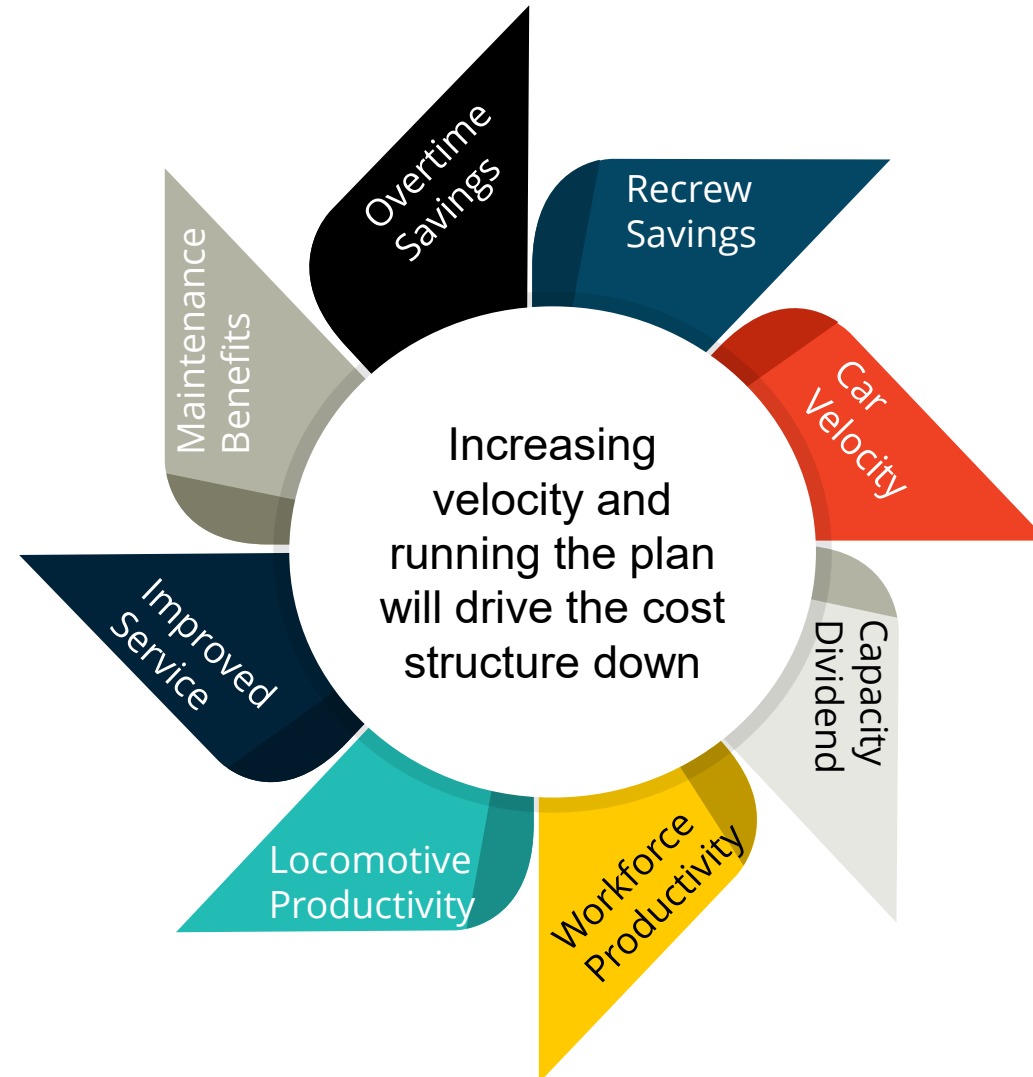 Overtime
Savings
Recrew
Savings
Car
Velocity
Capacity
Dividend
Workforce
Productivity
Locomotive
Productivity
Improved
Service
Maintenance
Benefits
Increasing
velocity and
running the plan
will drive the cost
structure down